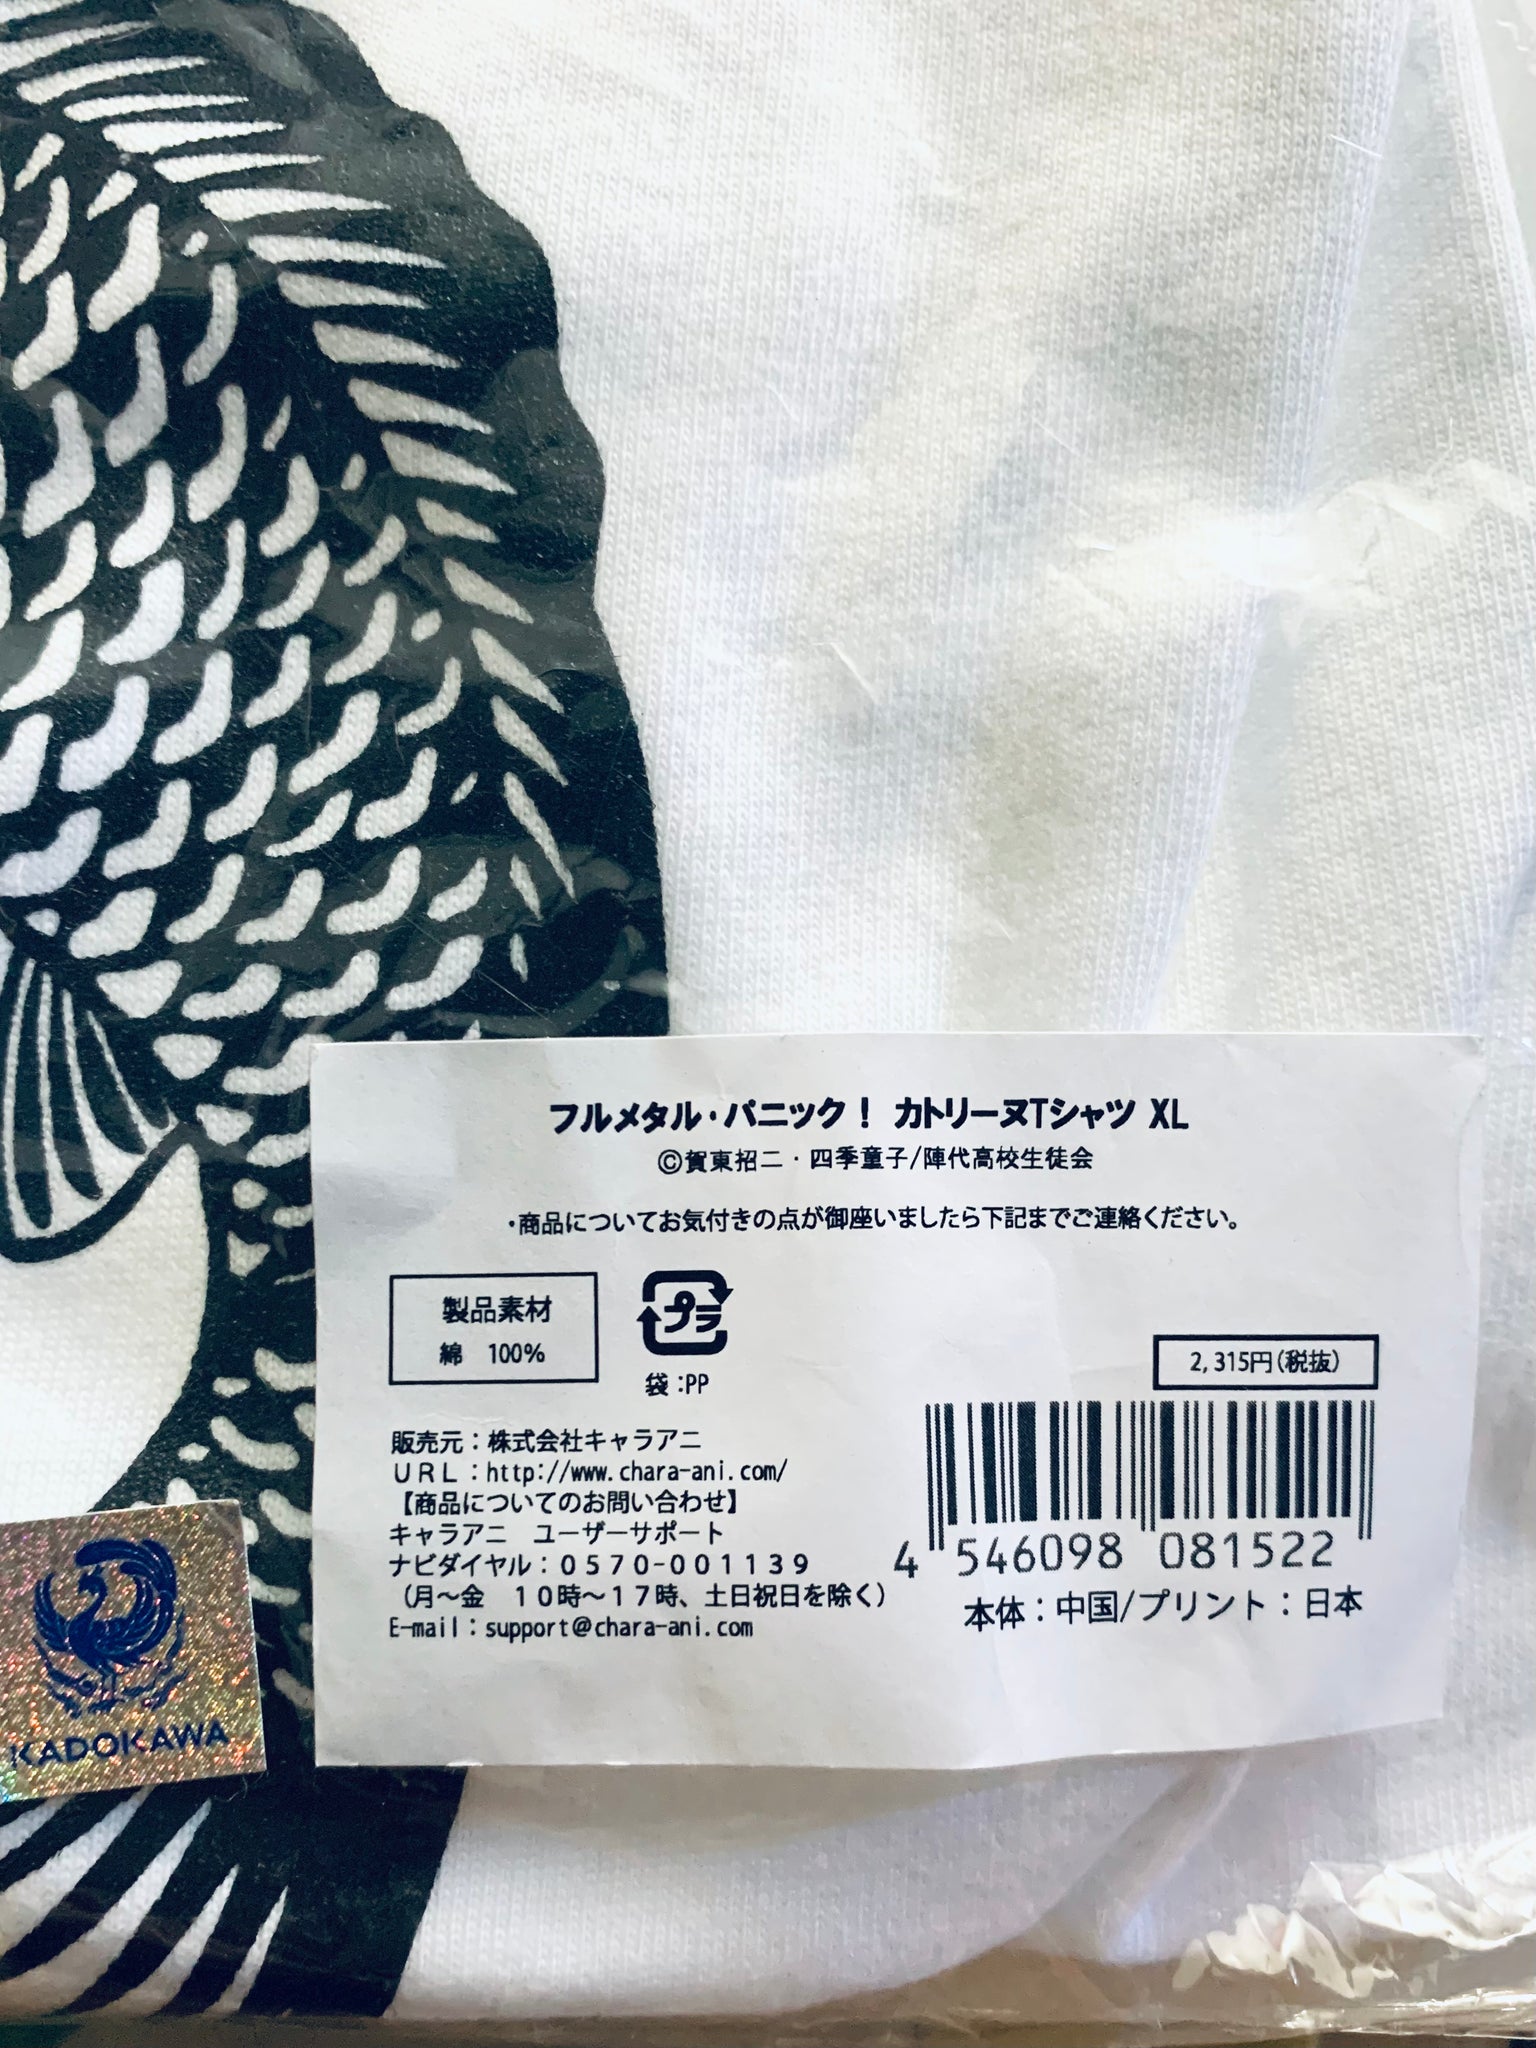 フルメタル・パニック！ カトリーヌTシャツ XL
©賀東招二・四季童子/陣代高校生徒会
・商品についてお気付きの点が御座いましたら下記までご連絡ください。
製品素材
綿　100%
プラ
袋：PP
2,315円(税抜)
販売元：株式会社キャラアニ
ＵＲＬ：http://www.chara-ani.com/
【商品についてのお問い合わせ】
キャラアニ　ユーザーサポート
ナビダイヤル：０５７０-００１１３９
（月～金　１０時～１７時、土日祝日を除く）
E-mail：support@chara-ani.com
4 546098 081522
本体：中国/プリント：日本
KADOKAWA